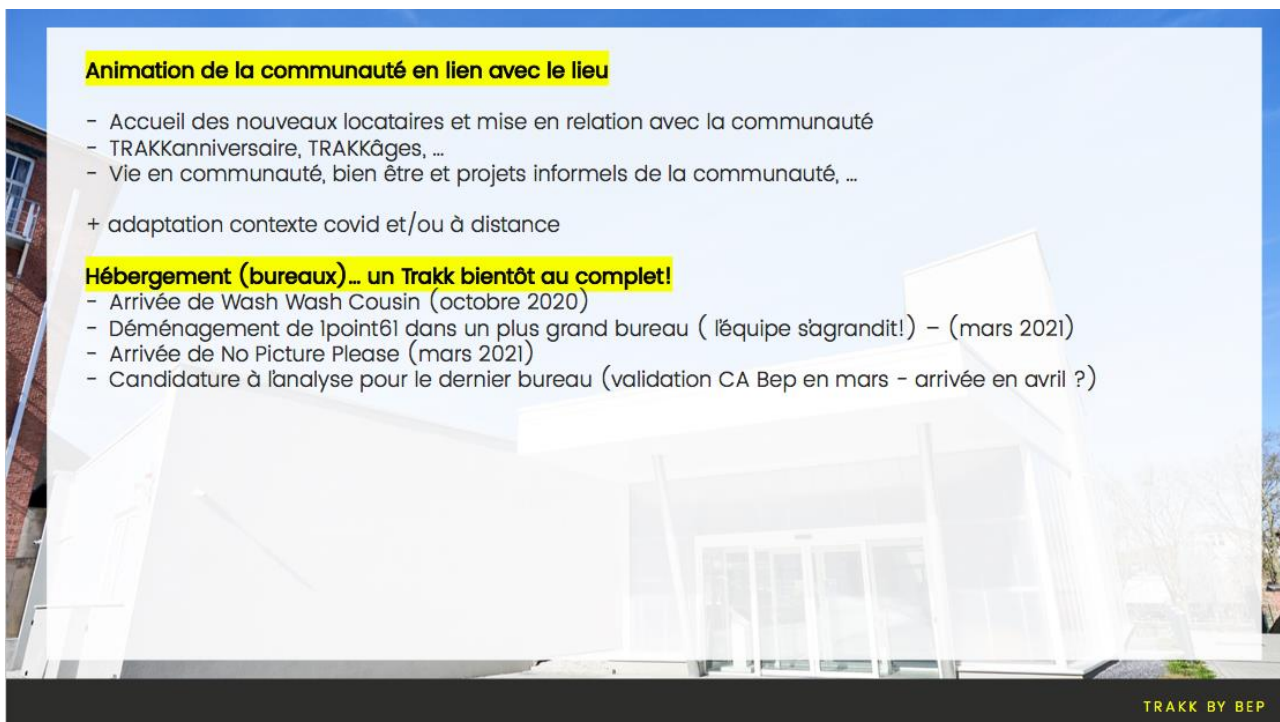 Animation de la communauté en lien avec le lieu
- Accueil des nouveaux locataires et mise en relation avec la communauté
- TRAKKanniversaire, TRAKKâges, ...
- Vie en communauté, bien être et projets informels de la communauté, ...
+ adaptation contexte covid et/ou à distance
Hébergement (bureaux)... un Trakk bientôt au complet!
- Arrivée de Wash Wash Cousin (octobre 2020)
- Déménagement de 1point61 dans un plus grand bureau ( l'équipe s'agrandit!) – (mars 2021)
- Arrivée de No Picture Please (mars 2021)
- Candidature à l'analyse pour le dernier bureau (validation CA Bep en mars - arrivée en avril ?)
TRAKK BY BEP